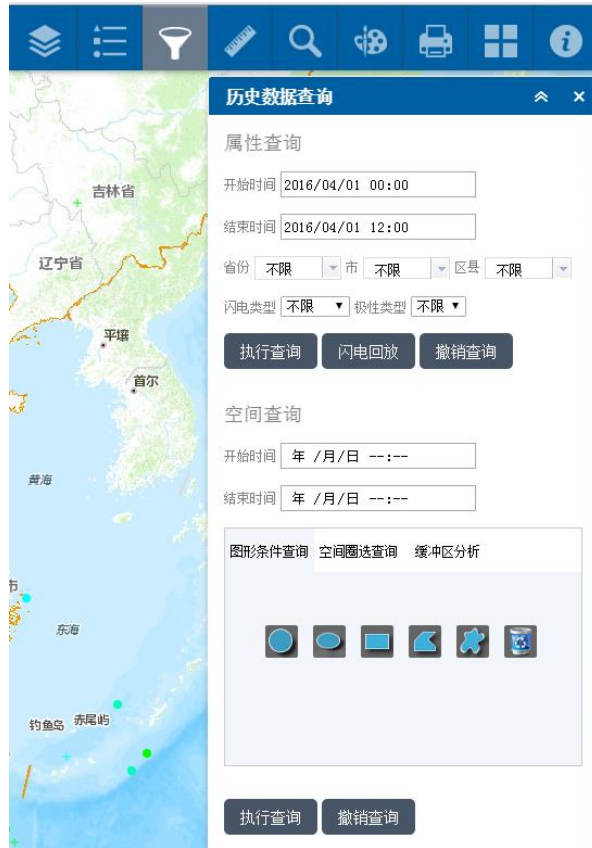 历史数据查询
属性查询
开始时间 2016/04/01 00:00
结束时间 2016/04/01 12:00
省份 不限 市 不限 区县 不限
闪电类型 不限 极性类型 不限
执行查询 闪电回放 撤销查询
空间查询
开始时间 年 /月/日 --:--
结束时间 年 /月/日 --:--
图形条件查询 空间圈选查询 缓冲区分析
执行查询 撤销查询
吉林省
辽宁省
平壤
首尔
黄海
市
东海
钓鱼岛 赤尾屿